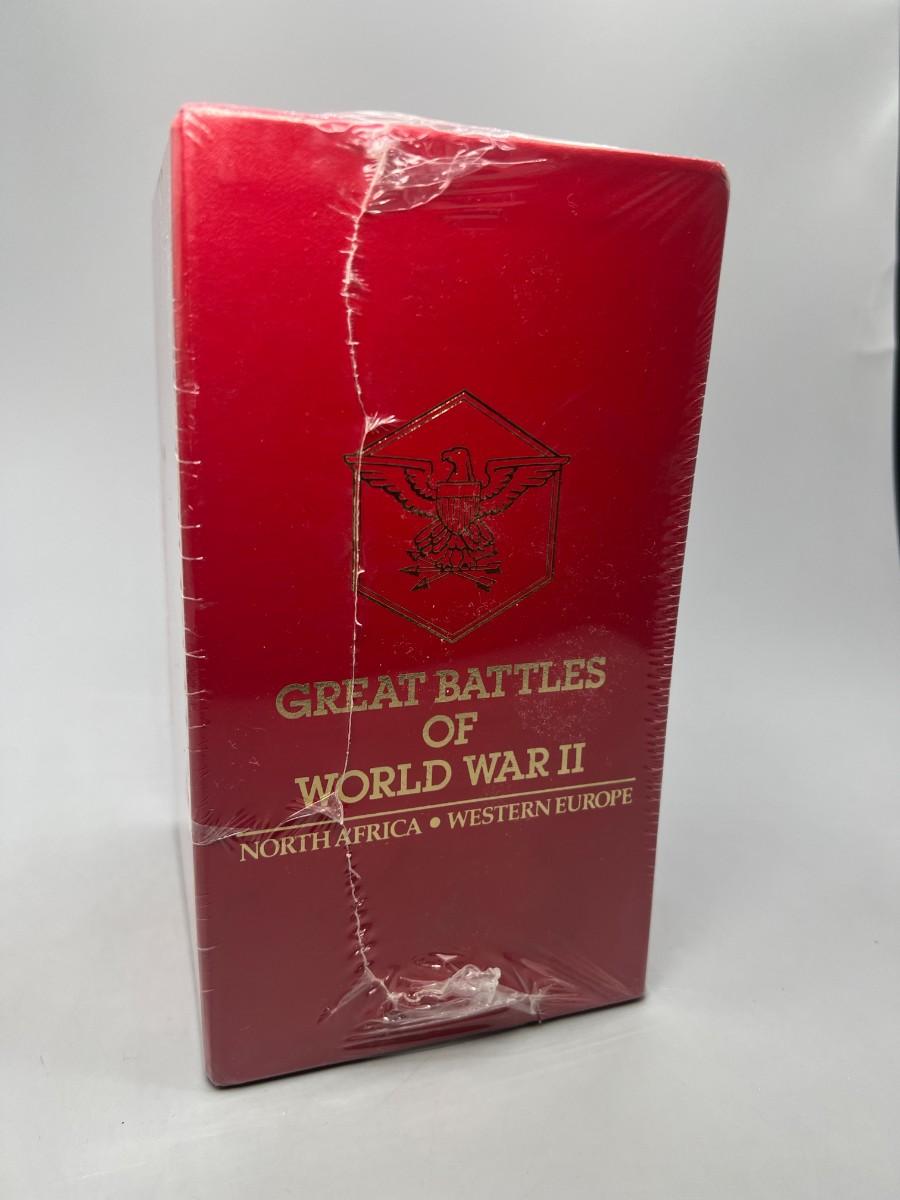 GREAT BATTLES
OF
WORLD WAR II
NORTH AFRICA • WESTERN EUROPE